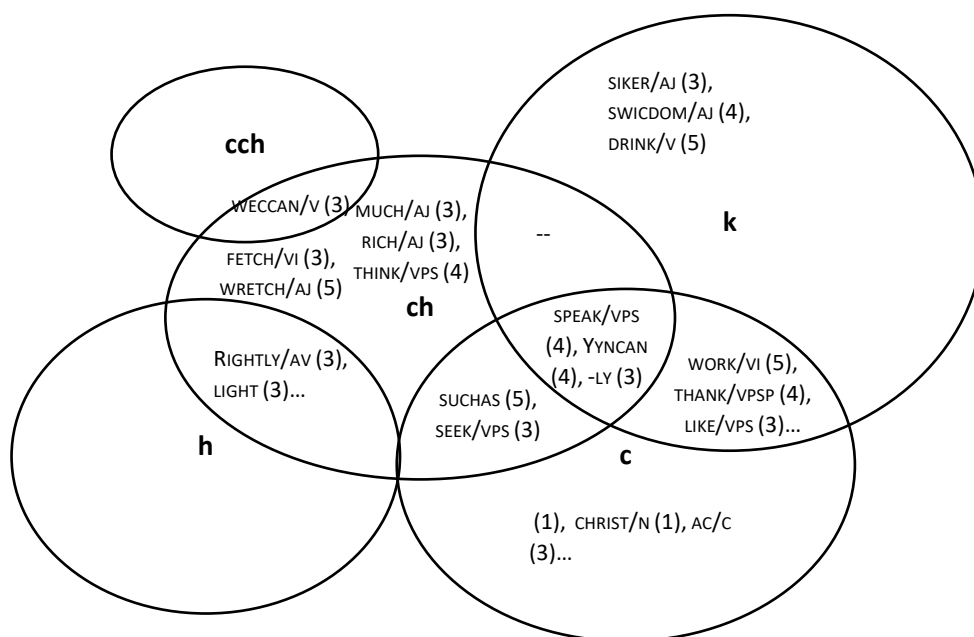 SIKER/AJ (3),
SWICDOM/AJ (4),
DRINK/V (5)
cch
k
WECCAN/V (3)
MUCH/AJ (3),
RICH/AJ (3),
THINK/VPS (4)
--
FETCH/VI (3),
WRETCH/AJ (5)
ch
SPEAK/VPS
(4), YYNCAN
(4), -LY (3)
RIGHTLY/AV (3),
LIGHT (3)...
WORK/VI (5),
THANK/VPSP (4),
LIKE/VPS (3)...
SUCHAS (5),
SEEK/VPS (3)
h
c
(1), CHRIST/N (1), AC/C
(3)...